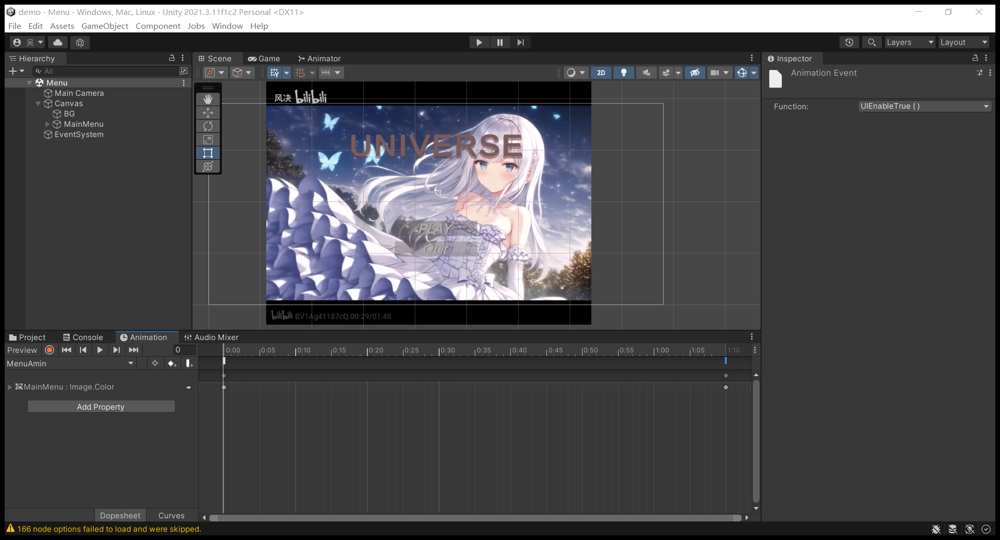 demo - Menu - Windows, Mac, Linux - Unity 2021.3.11f1c2 Personal <DX11>
File Edit Assets GameObject Component Jobs Window Help
吴 Layers Layout
Hierarchy
All
Menu
Main Camera
Canvas
BG
MainMenu
EventSystem
Scene Game Animator
2D
风决 bilibili
UNIVERSE
PLAY
Quit
bilibili BV1Ag41187cQ 00:29/01:48
Inspector
Animation Event
Function: UIEnableTrue ( )
Project Console Animation Audio Mixer
Preview 0 0:00 0:05 0:10 0:15 0:20 0:25 0:30 0:35 0:40 0:45 0:50 0:55 1:00 1:05 1:10
MenuAmin
MainMenu : Image.Color
Add Property
Dopesheet Curves
166 node options failed to load and were skipped.